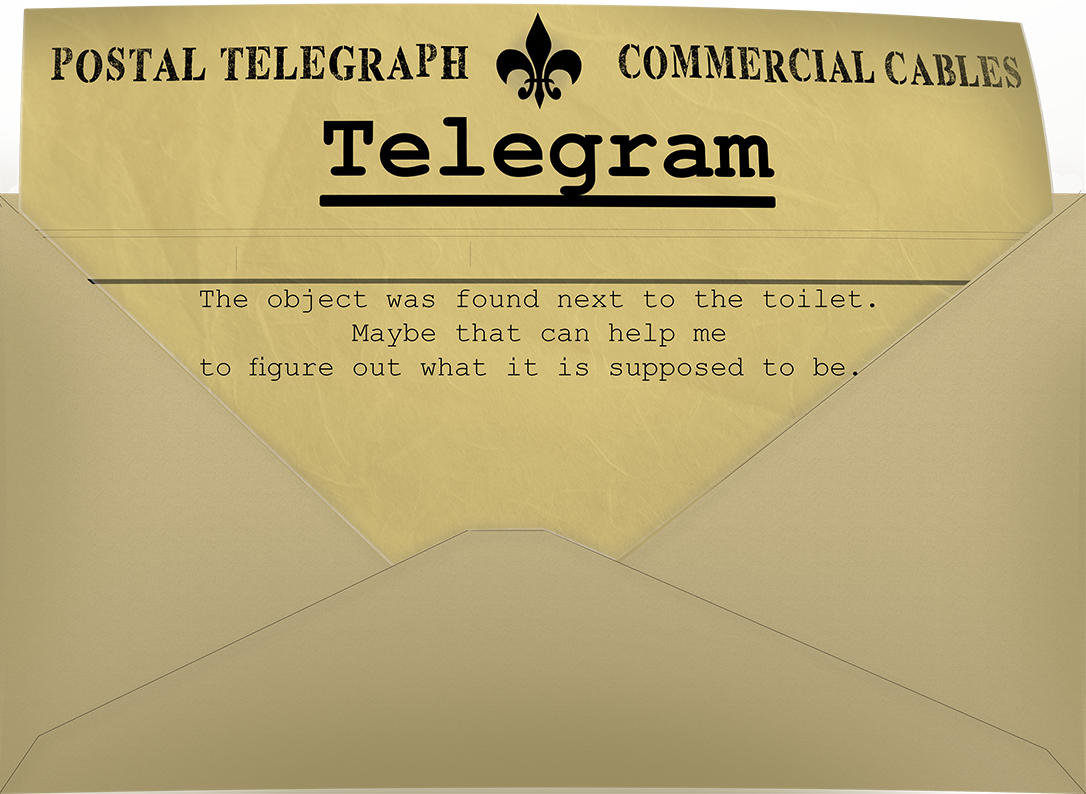 POSTAL TELEGRAPH COMMERCIAL CABLES
Telegram
The object was found next to the toilet.
Maybe that can help me
to figure out what it is supposed to be.